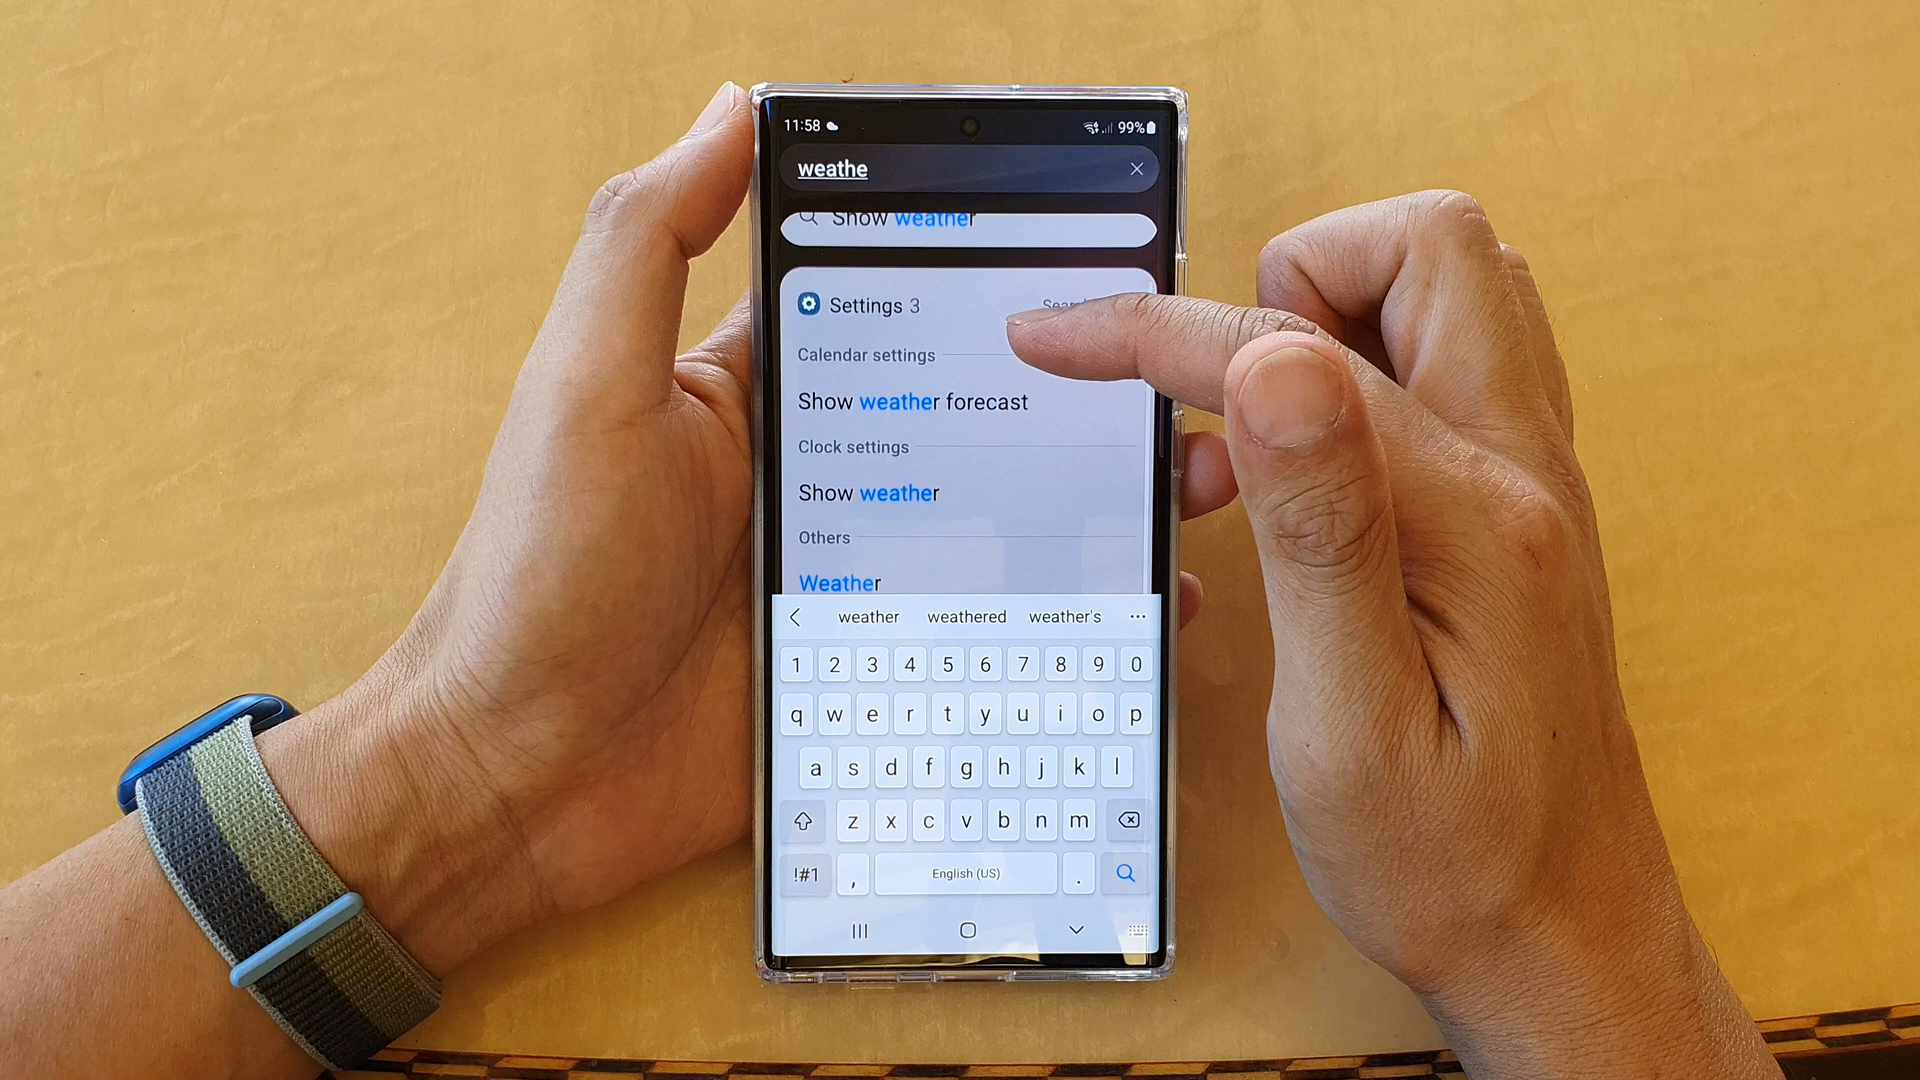 11:58 99%
weathe
Show weather
Settings 3
Calendar settings
Show weather forecast
Clock settings
Show weather
Others
Weather
weather weathered weather's
1 2 3 4 5 6 7 8 9 0
q w e r t y u i o p
a s d f g h j k l
z x c v b n m
!#1 , English (US) .